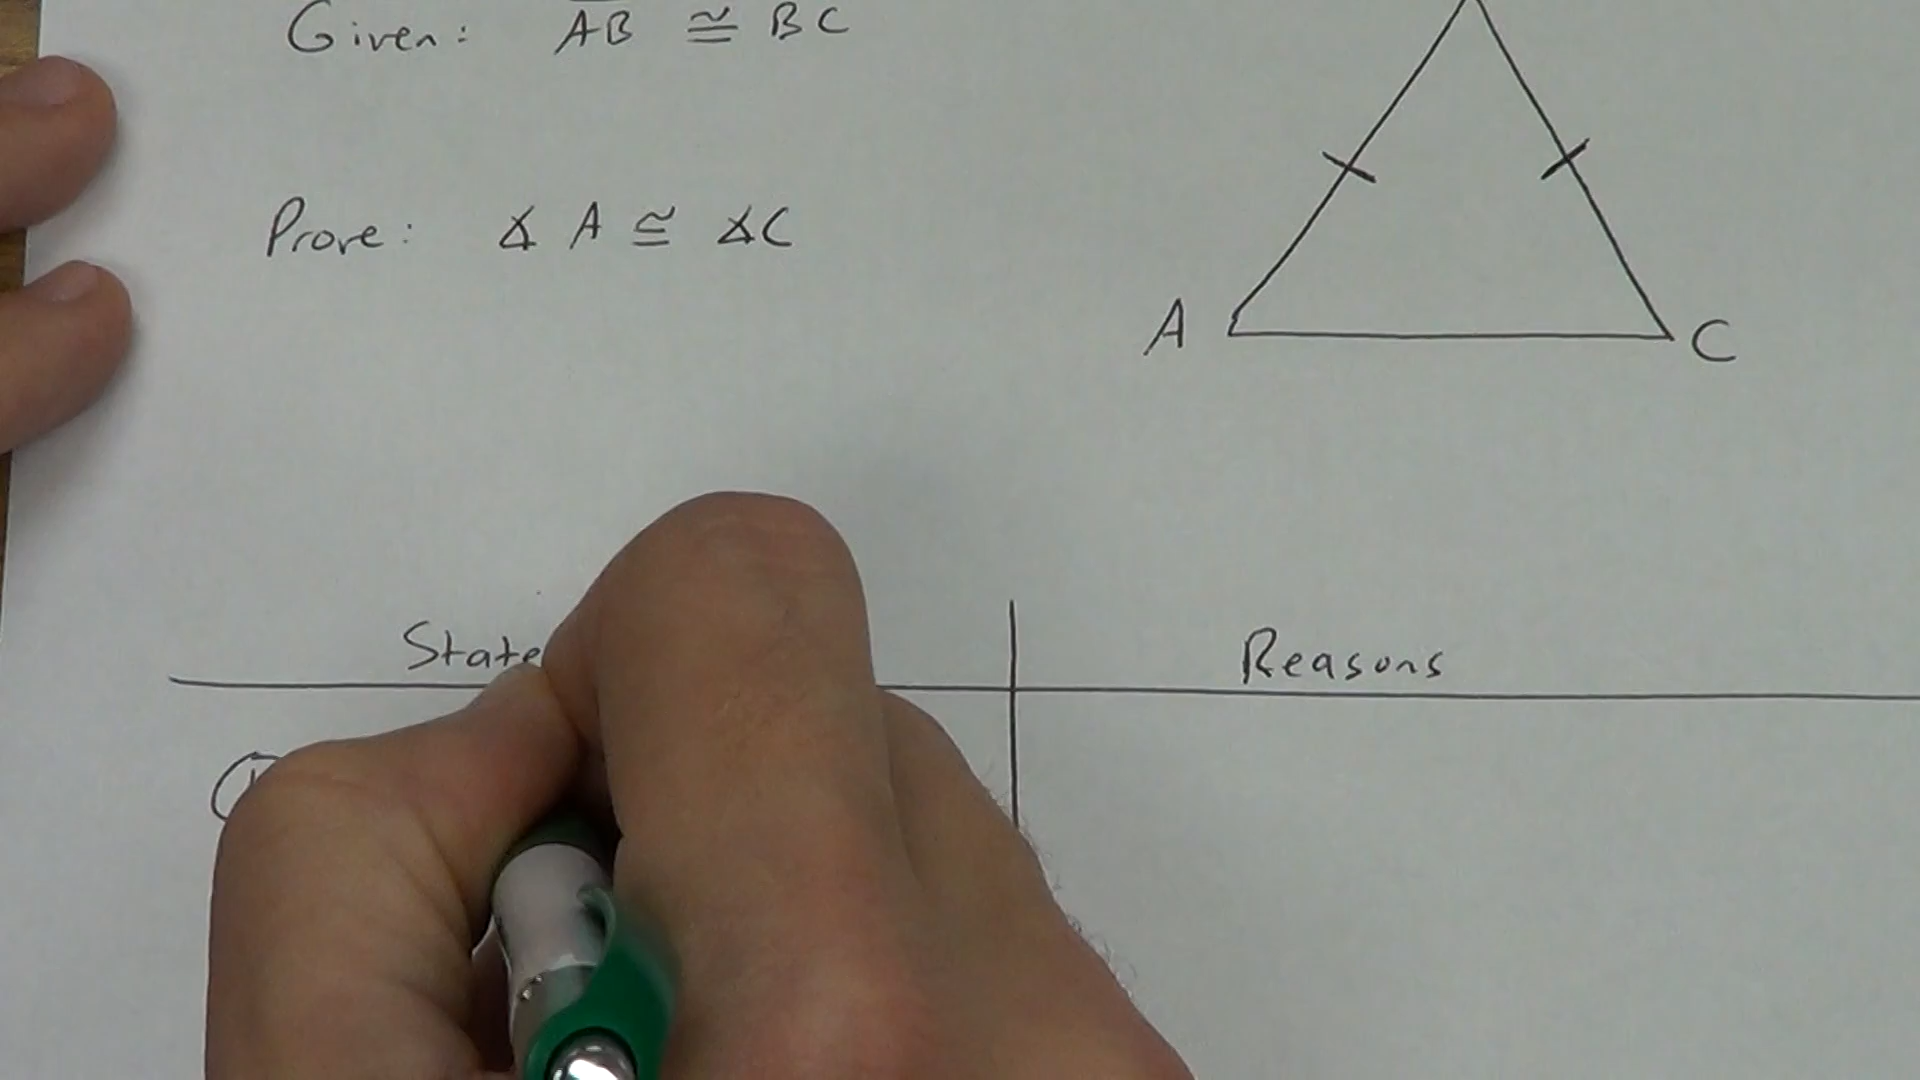 Given: AB ≅ BC
Prove: ∡ A ≅ ∡C
A
C
Reasons